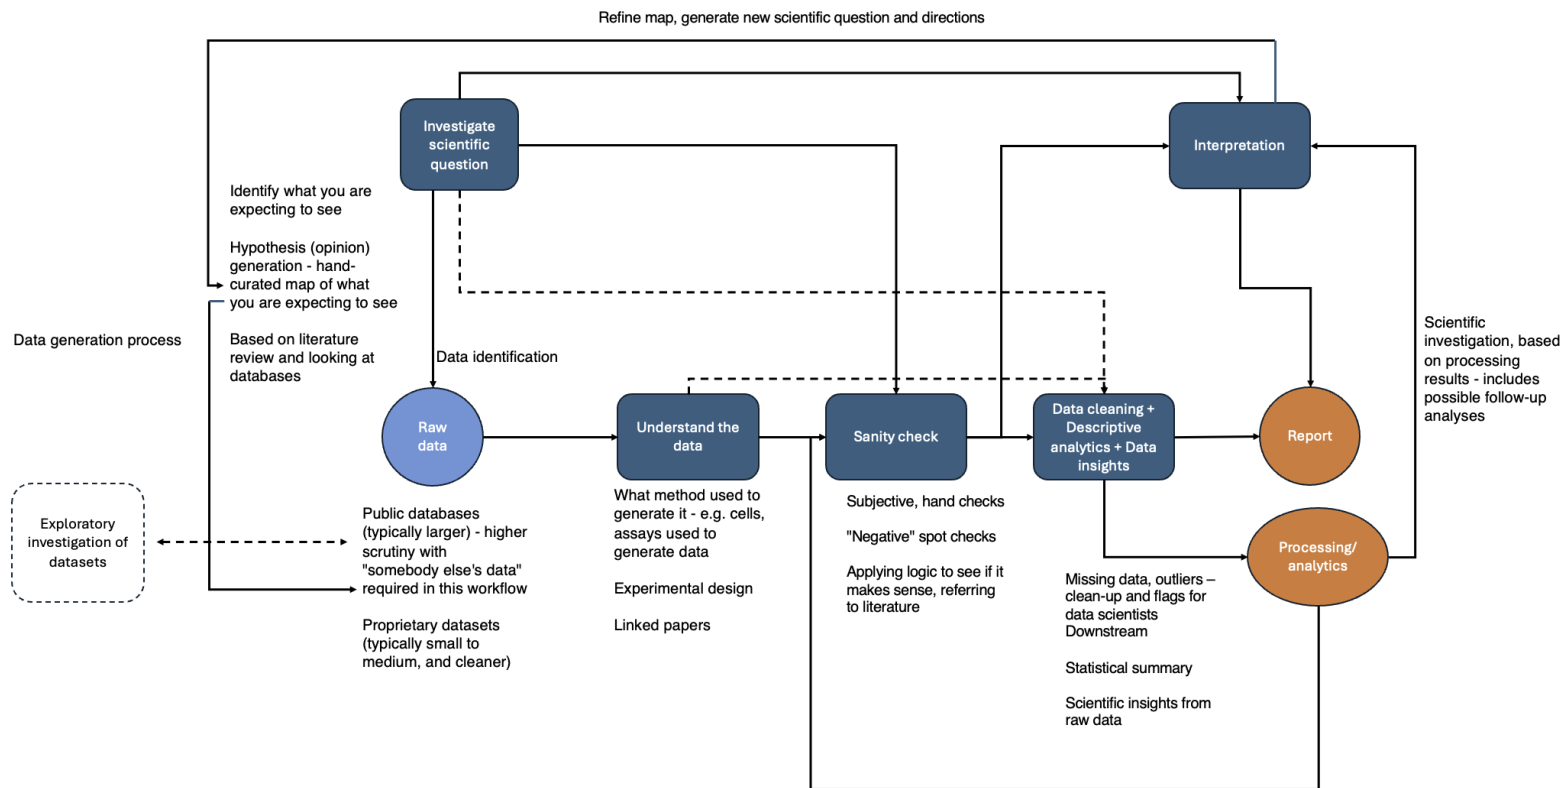 Refine map, generate new scientific question and directions
Investigate
scientific
question
Interpretation
Identify what you are
expecting to see
Hypothesis (opinion)
generation - hand-
curated map of what
you are expecting to see
Based on literature
review and looking at
databases
Data generation process
Data identification
Scientific
investigation, based
on processing
results - includes
possible follow-up
analyses
Raw
data
Understand the
data
Sanity check
Data cleaning +
Descriptive
analytics + Data
insights
Report
Exploratory
investigation of
datasets
Public databases
(typically larger) - higher
scrutiny with
"somebody else's data"
required in this workflow
Proprietary datasets
(typically small to
medium, and cleaner)
What method used to
generate it - e.g. cells,
assays used to
generate data
Experimental design
Linked papers
Subjective, hand checks
"Negative" spot checks
Applying logic to see if it
makes sense, referring
to literature
Processing/
analytics
Missing data, outliers –
clean-up and flags for
data scientists
Downstream
Statistical summary
Scientific insights from
raw data